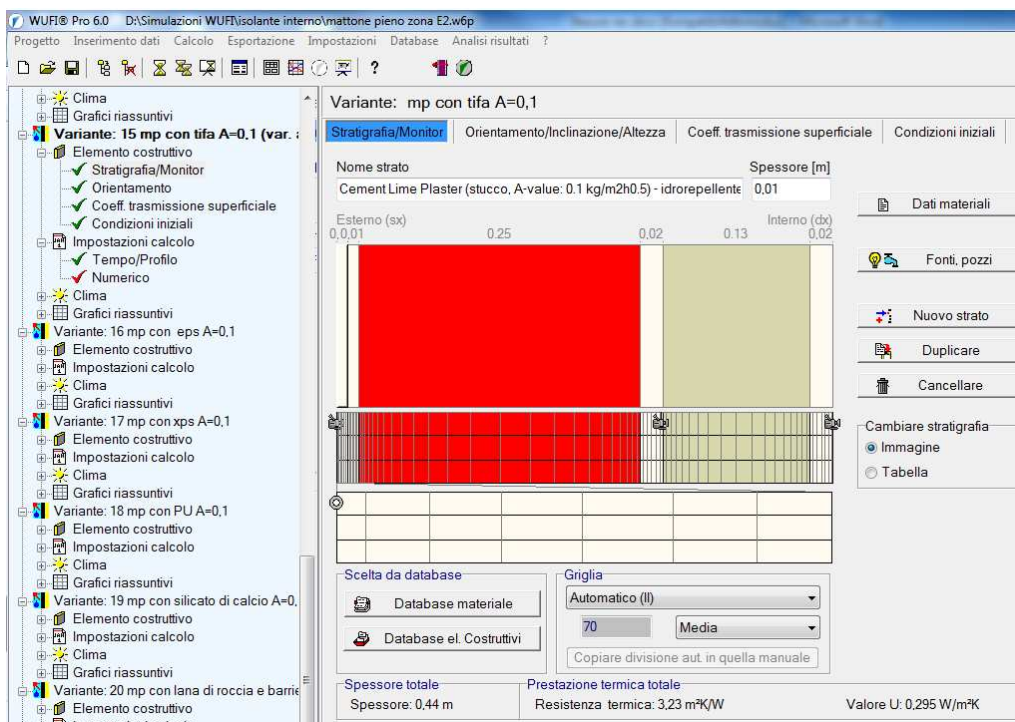 WUFI® Pro 6.0 D:\Simulazioni WUFI\isolante interno\mattone pieno zona E2.w6p
Progetto Inserimento dati Calcolo Esportazione Impostazioni Database Analisi risultati ?
Clima
Grafici riassuntivi
Variante: 15 mp con tifa A=0,1 (var. a
Elemento costruttivo
Stratigrafia/Monitor
Orientamento
Coeff. trasmissione superficiale
Condizioni iniziali
Impostazioni calcolo
Tempo/Profilo
Numerico
Clima
Grafici riassuntivi
Variante: 16 mp con eps A=0,1
Elemento costruttivo
Impostazioni calcolo
Clima
Grafici riassuntivi
Variante: 17 mp con xps A=0,1
Elemento costruttivo
Impostazioni calcolo
Clima
Grafici riassuntivi
Variante: 18 mp con PU A=0,1
Elemento costruttivo
Impostazioni calcolo
Clima
Grafici riassuntivi
Variante: 19 mp con silicato di calcio A=0,
Elemento costruttivo
Impostazioni calcolo
Clima
Grafici riassuntivi
Variante: 20 mp con lana di roccia e barrie
Elemento costruttivo
Variante: mp con tifa A=0,1
Stratigrafia/Monitor Orientamento/Inclinazione/Altezza Coeff. trasmissione superficiale Condizioni iniziali
Nome strato Spessore [m]
Cement Lime Plaster (stucco, A-value: 0.1 kg/m2h0.5) - idrorepellente 0,01
Esterno (sx) Interno (dx)
0,0,01 0.25 0,02 0.13 0,02
Dati materiali
Fonti, pozzi
Nuovo strato
Duplicare
Cancellare
Cambiare stratigrafia
Immagine
Tabella
Scelta da database
Database materiale
Database el. Costruttivi
Griglia
Automatico (II)
70 Media
Copiare divisione aut. in quella manuale
Spessore totale
Spessore: 0,44 m
Prestazione termica totale
Resistenza termica: 3,23 m²K/W Valore U: 0,295 W/m²K